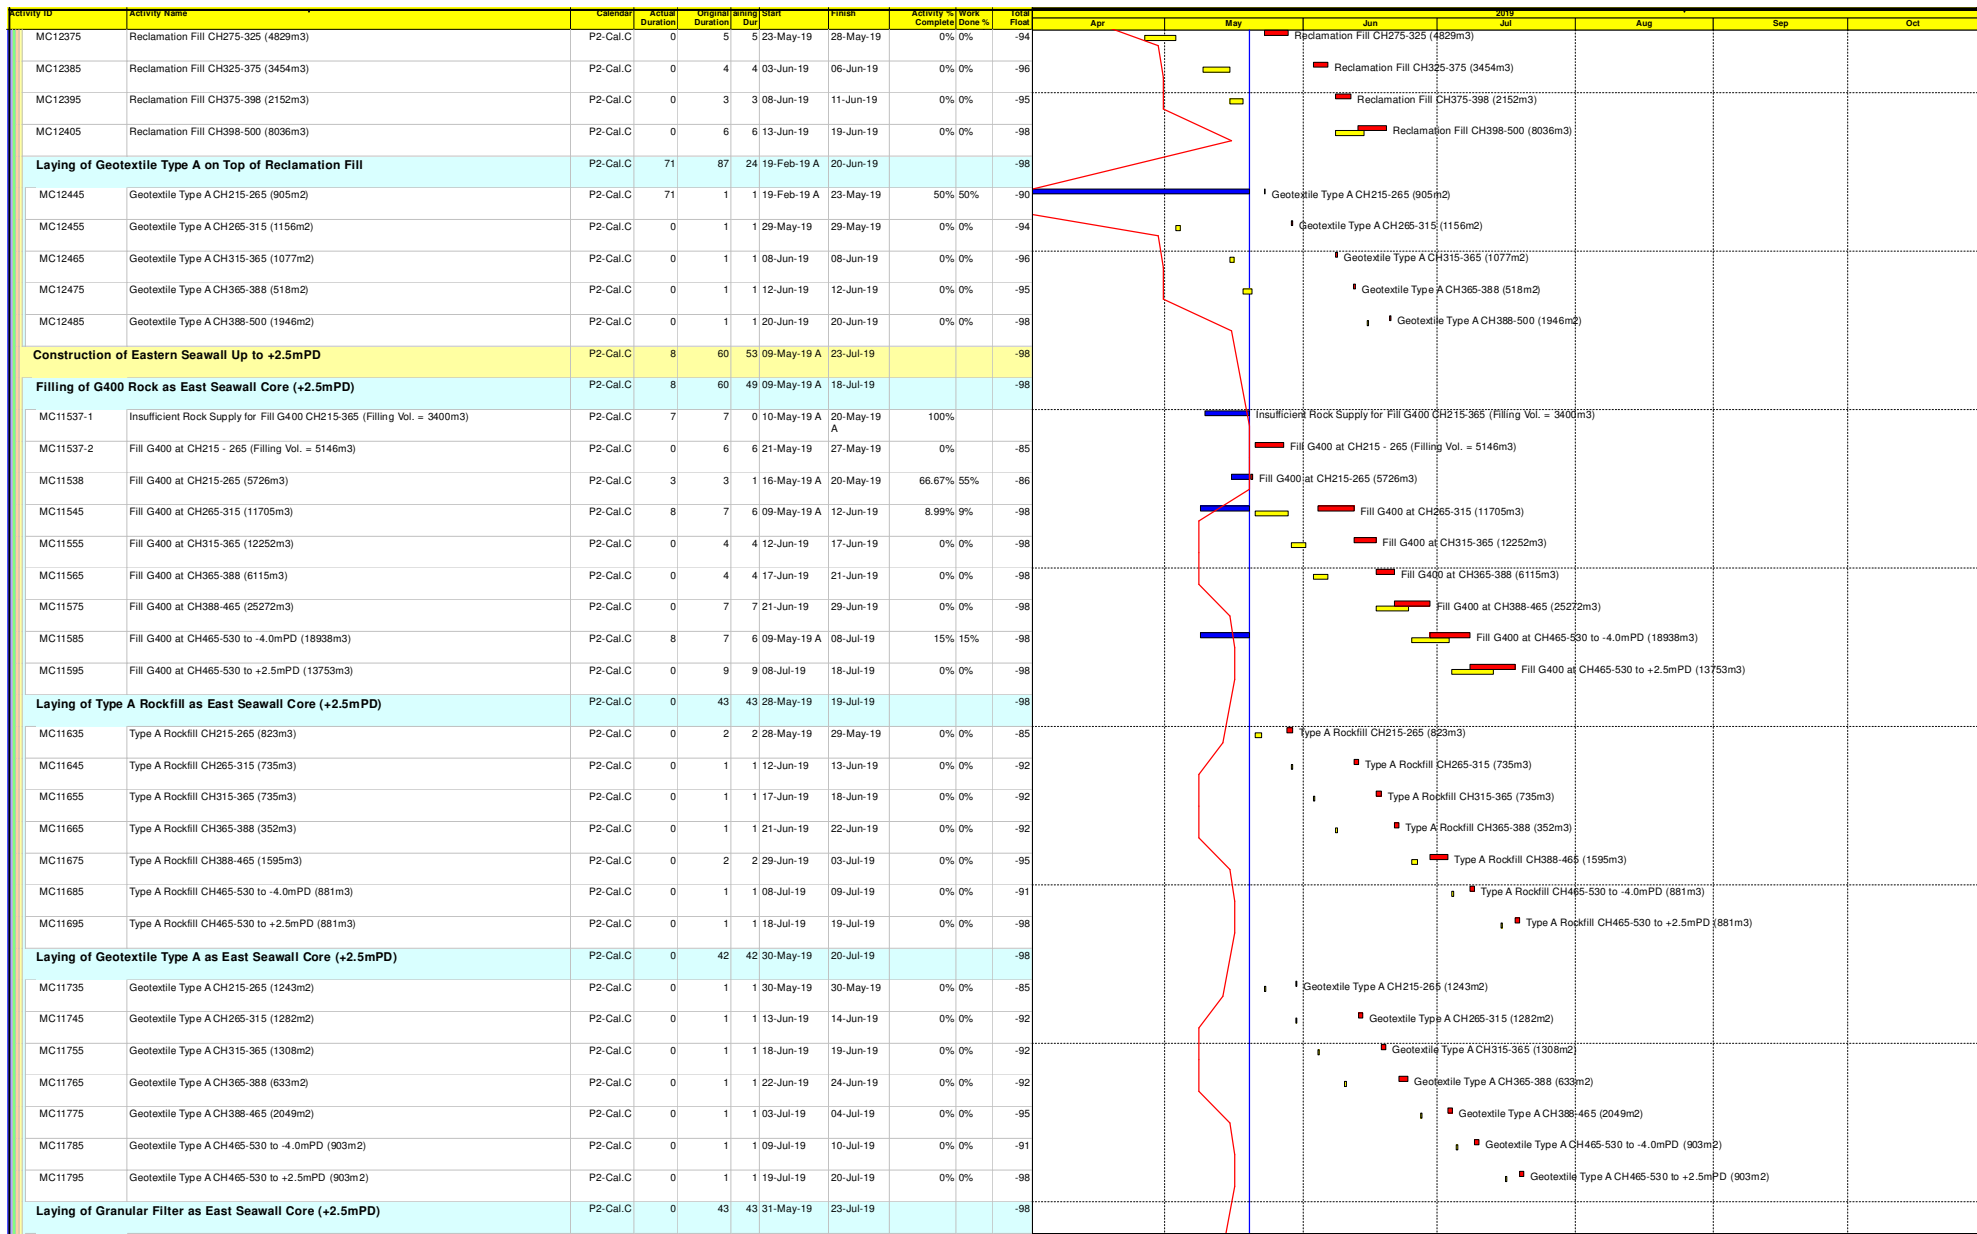 Activity ID Activity Name Calendar Actual Duration Original Duration aining Dur Start Finish Activity % Complete Work Done % Total Float 2019
Apr May Jun Jul Aug Sep Oct
MC12375 Reclamation Fill CH275-325 (4829m3) P2-Cal.C 0 5 5 23-May-19 28-May-19 0% 0% -94 Reclamation Fill CH275-325 (4829m3)
MC12385 Reclamation Fill CH325-375 (3454m3) P2-Cal.C 0 4 4 03-Jun-19 06-Jun-19 0% 0% -96 Reclamation Fill CH325-375 (3454m3)
MC12395 Reclamation Fill CH375-398 (2152m3) P2-Cal.C 0 3 3 08-Jun-19 11-Jun-19 0% 0% -95 Reclamation Fill CH375-398 (2152m3)
MC12405 Reclamation Fill CH398-500 (8036m3) P2-Cal.C 0 6 6 13-Jun-19 19-Jun-19 0% 0% -98 Reclamation Fill CH398-500 (8036m3)
Laying of Geotextile Type A on Top of Reclamation Fill P2-Cal.C 71 87 24 19-Feb-19 A 20-Jun-19 -98
MC12445 Geotextile Type A CH215-265 (905m2) P2-Cal.C 71 1 1 19-Feb-19 A 23-May-19 50% 50% -90 Geotextile Type A CH215-265 (905m2)
MC12455 Geotextile Type A CH265-315 (1156m2) P2-Cal.C 0 1 1 29-May-19 29-May-19 0% 0% -94 Geotextile Type A CH265-315 (1156m2)
MC12465 Geotextile Type A CH315-365 (1077m2) P2-Cal.C 0 1 1 08-Jun-19 08-Jun-19 0% 0% -96 Geotextile Type A CH315-365 (1077m2)
MC12475 Geotextile Type A CH365-388 (518m2) P2-Cal.C 0 1 1 12-Jun-19 12-Jun-19 0% 0% -95 Geotextile Type A CH365-388 (518m2)
MC12485 Geotextile Type A CH388-500 (1946m2) P2-Cal.C 0 1 1 20-Jun-19 20-Jun-19 0% 0% -98 Geotextile Type A CH388-500 (1946m2)
Construction of Eastern Seawall Up to +2.5mPD P2-Cal.C 8 60 53 09-May-19 A 23-Jul-19 -98
Filling of G400 Rock as East Seawall Core (+2.5mPD) P2-Cal.C 8 60 49 09-May-19 A 18-Jul-19 -98
MC11537-1 Insufficient Rock Supply for Fill G400 CH215-365 (Filling Vol. = 3400m3) P2-Cal.C 7 7 0 10-May-19 A 20-May-19 A 100% Insufficient Rock Supply for Fill G400 CH215-365 (Filling Vol. = 3400m3)
MC11537-2 Fill G400 at CH215 - 265 (Filling Vol. = 5146m3) P2-Cal.C 0 6 6 21-May-19 27-May-19 0% -85 Fill G400 at CH215 - 265 (Filling Vol. = 5146m3)
MC11538 Fill G400 at CH215-265 (5726m3) P2-Cal.C 3 3 1 16-May-19 A 20-May-19 66.67% 55% -86 Fill G400 at CH215-265 (5726m3)
MC11545 Fill G400 at CH265-315 (11705m3) P2-Cal.C 8 7 6 09-May-19 A 12-Jun-19 8.99% 9% -98 Fill G400 at CH265-315 (11705m3)
MC11555 Fill G400 at CH315-365 (12252m3) P2-Cal.C 0 4 4 12-Jun-19 17-Jun-19 0% 0% -98 Fill G400 at CH315-365 (12252m3)
MC11565 Fill G400 at CH365-388 (6115m3) P2-Cal.C 0 4 4 17-Jun-19 21-Jun-19 0% 0% -98 Fill G400 at CH365-388 (6115m3)
MC11575 Fill G400 at CH388-465 (25272m3) P2-Cal.C 0 7 7 21-Jun-19 29-Jun-19 0% 0% -98 Fill G400 at CH388-465 (25272m3)
MC11585 Fill G400 at CH465-530 to -4.0mPD (18938m3) P2-Cal.C 8 7 6 09-May-19 A 08-Jul-19 15% 15% -98 Fill G400 at CH465-530 to -4.0mPD (18938m3)
MC11595 Fill G400 at CH465-530 to +2.5mPD (13753m3) P2-Cal.C 0 9 9 08-Jul-19 18-Jul-19 0% 0% -98 Fill G400 at CH465-530 to +2.5mPD (13753m3)
Laying of Type A Rockfill as East Seawall Core (+2.5mPD) P2-Cal.C 0 43 43 28-May-19 19-Jul-19 -98
MC11635 Type A Rockfill CH215-265 (823m3) P2-Cal.C 0 2 2 28-May-19 29-May-19 0% 0% -85 Type A Rockfill CH215-265 (823m3)
MC11645 Type A Rockfill CH265-315 (735m3) P2-Cal.C 0 1 1 12-Jun-19 13-Jun-19 0% 0% -92 Type A Rockfill CH265-315 (735m3)
MC11655 Type A Rockfill CH315-365 (735m3) P2-Cal.C 0 1 1 17-Jun-19 18-Jun-19 0% 0% -92 Type A Rockfill CH315-365 (735m3)
MC11665 Type A Rockfill CH365-388 (352m3) P2-Cal.C 0 1 1 21-Jun-19 22-Jun-19 0% 0% -92 Type A Rockfill CH365-388 (352m3)
MC11675 Type A Rockfill CH388-465 (1595m3) P2-Cal.C 0 2 2 29-Jun-19 03-Jul-19 0% 0% -95 Type A Rockfill CH388-465 (1595m3)
MC11685 Type A Rockfill CH465-530 to -4.0mPD (881m3) P2-Cal.C 0 1 1 08-Jul-19 09-Jul-19 0% 0% -91 Type A Rockfill CH465-530 to -4.0mPD (881m3)
MC11695 Type A Rockfill CH465-530 to +2.5mPD (881m3) P2-Cal.C 0 1 1 18-Jul-19 19-Jul-19 0% 0% -98 Type A Rockfill CH465-530 to +2.5mPD (881m3)
Laying of Geotextile Type A as East Seawall Core (+2.5mPD) P2-Cal.C 0 42 42 30-May-19 20-Jul-19 -98
MC11735 Geotextile Type A CH215-265 (1243m2) P2-Cal.C 0 1 1 30-May-19 30-May-19 0% 0% -85 Geotextile Type A CH215-265 (1243m2)
MC11745 Geotextile Type A CH265-315 (1282m2) P2-Cal.C 0 1 1 13-Jun-19 14-Jun-19 0% 0% -92 Geotextile Type A CH265-315 (1282m2)
MC11755 Geotextile Type A CH315-365 (1308m2) P2-Cal.C 0 1 1 18-Jun-19 19-Jun-19 0% 0% -92 Geotextile Type A CH315-365 (1308m2)
MC11765 Geotextile Type A CH365-388 (633m2) P2-Cal.C 0 1 1 22-Jun-19 24-Jun-19 0% 0% -92 Geotextile Type A CH365-388 (633m2)
MC11775 Geotextile Type A CH388-465 (2049m2) P2-Cal.C 0 1 1 03-Jul-19 04-Jul-19 0% 0% -95 Geotextile Type A CH388-465 (2049m2)
MC11785 Geotextile Type A CH465-530 to -4.0mPD (903m2) P2-Cal.C 0 1 1 09-Jul-19 10-Jul-19 0% 0% -91 Geotextile Type A CH465-530 to -4.0mPD (903m2)
MC11795 Geotextile Type A CH465-530 to +2.5mPD (903m2) P2-Cal.C 0 1 1 19-Jul-19 20-Jul-19 0% 0% -98 Geotextile Type A CH465-530 to +2.5mPD (903m2)
Laying of Granular Filter as East Seawall Core (+2.5mPD) P2-Cal.C 0 43 43 31-May-19 23-Jul-19 -98